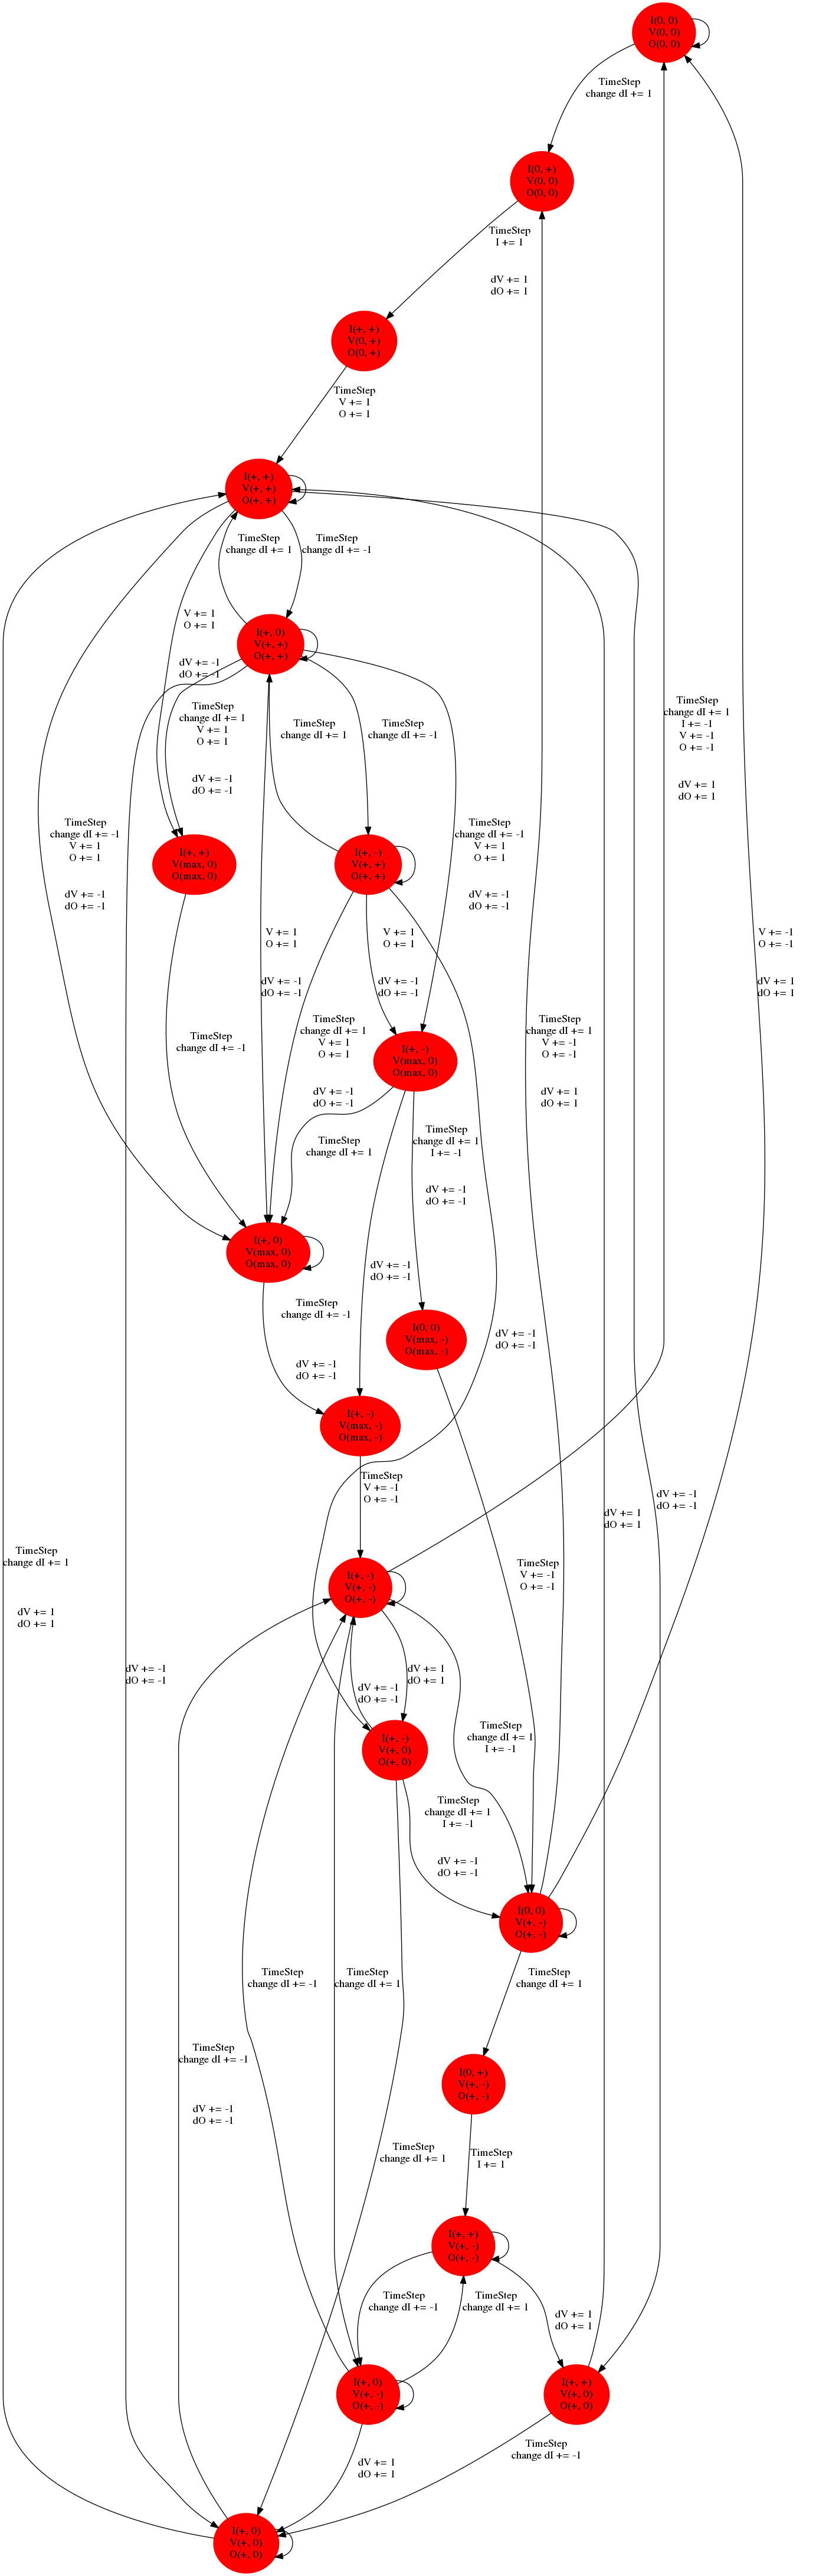 I(0, 0)
V(0, 0)
O(0, 0)
TimeStep
change dI += 1
I(0, +)
V(0, 0)
O(0, 0)
TimeStep
I += 1
dV += 1
dO += 1
I(+, +)
V(0, +)
O(0, +)
TimeStep
V += 1
O += 1
I(+, +)
V(+, +)
O(+, +)
TimeStep
change dI += 1
TimeStep
change dI += -1
V += 1
O += 1
dV += -1
dO += -1
I(+, 0)
V(+, +)
O(+, +)
TimeStep
change dI += 1
V += 1
O += 1
dV += -1
dO += -1
TimeStep
change dI += 1
TimeStep
change dI += -1
TimeStep
change dI += 1
I += -1
V += -1
O += -1
dV += 1
dO += 1
TimeStep
change dI += -1
V += 1
O += 1
dV += -1
dO += -1
I(+, +)
V(max, 0)
O(max, 0)
I(+, -)
V(+, +)
O(+, +)
TimeStep
change dI += -1
V += 1
O += 1
dV += -1
dO += -1
V += 1
O += 1
dV += -1
dO += -1
V += 1
O += 1
dV += -1
dO += -1
V += -1
O += -1
dV += 1
dO += 1
TimeStep
change dI += -1
TimeStep
change dI += 1
V += 1
O += 1
dV += -1
dO += -1
I(+, -)
V(max, 0)
O(max, 0)
TimeStep
change dI += 1
V += -1
O += -1
dV += 1
dO += 1
TimeStep
change dI += 1
TimeStep
change dI += 1
I += -1
dV += -1
dO += -1
I(+, 0)
V(max, 0)
O(max, 0)
dV += -1
dO += -1
TimeStep
change dI += -1
dV += -1
dO += -1
I(0, 0)
V(max, -)
O(max, -)
dV += -1
dO += -1
I(+, -)
V(max, -)
O(max, -)
TimeStep
V += -1
O += -1
dV += -1
dO += -1
dV += 1
dO += 1
TimeStep
change dI += 1
dV += 1
dO += 1
TimeStep
V += -1
O += -1
I(+, -)
V(+, -)
O(+, -)
dV += -1
dO += -1
dV += -1
dO += -1
dV += 1
dO += 1
I(+, -)
V(+, 0)
O(+, 0)
TimeStep
change dI += 1
I += -1
TimeStep
change dI += 1
I += -1
dV += -1
dO += -1
I(0, 0)
V(+, -)
O(+, -)
TimeStep
change dI += -1
TimeStep
change dI += 1
TimeStep
change dI += 1
TimeStep
change dI += -1
dV += -1
dO += -1
I(0, +)
V(+, -)
O(+, -)
TimeStep
change dI += 1
TimeStep
I += 1
I(+, +)
V(+, -)
O(+, -)
TimeStep
change dI += -1
TimeStep
change dI += 1
dV += 1
dO += 1
I(+, 0)
V(+, -)
O(+, -)
I(+, +)
V(+, 0)
O(+, 0)
dV += 1
dO += 1
TimeStep
change dI += -1
I(+, 0)
V(+, 0)
O(+, 0)